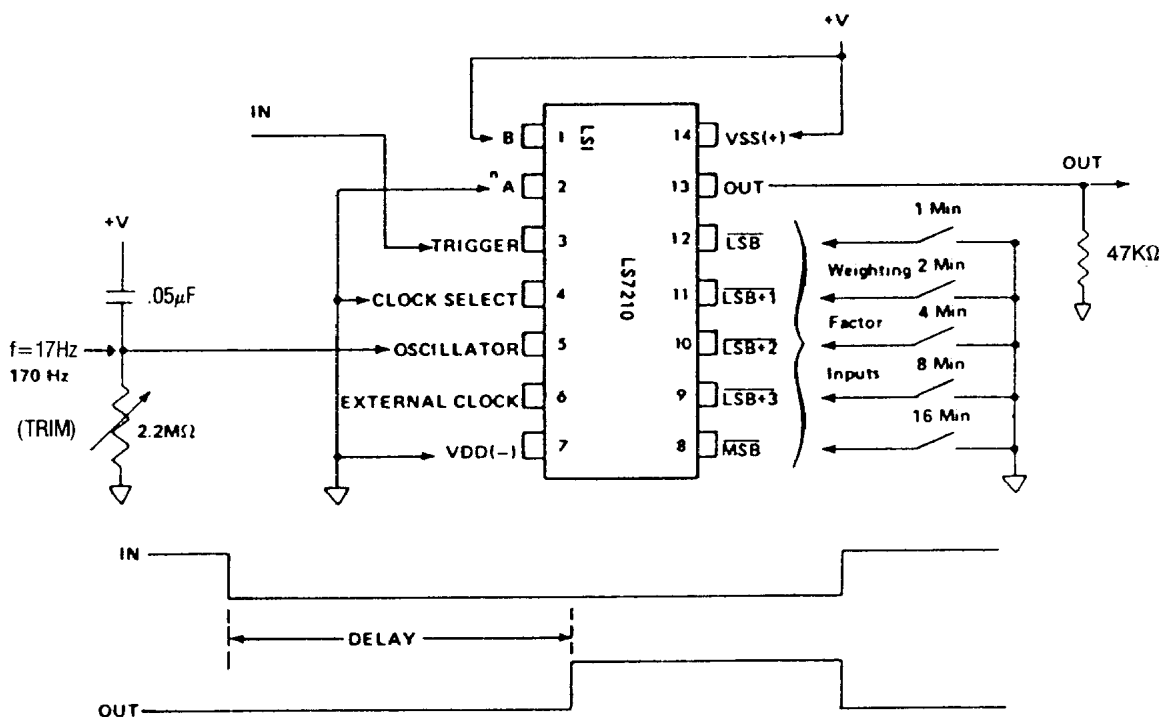 +V
IN
B 1 LSI 14 VSS(+)
A 2 13 OUT OUT
+V
TRIGGER 3 12 LSB 1 Min
.05µF
CLOCK SELECT 4 LS7210 11 LSB+1 Weighting 2 Min
47KΩ
f=17Hz OSCILLATOR 5 10 LSB+2 Factor 4 Min
170 Hz
EXTERNAL CLOCK 6 9 LSB+3 Inputs 8 Min
(TRIM) 2.2MΩ
VDD(-) 7 8 MSB 16 Min
IN
DELAY
OUT